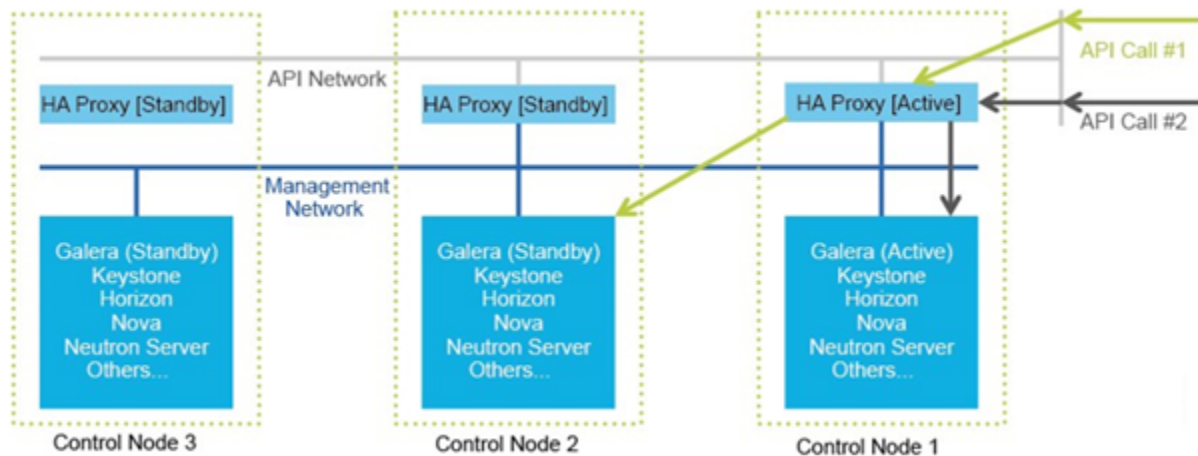 API Call #1
API Network
HA Proxy [Standby]
HA Proxy [Standby]
HA Proxy [Active]
API Call #2
Management
Network
Galera (Standby)
Keystone
Horizon
Nova
Neutron Server
Others...
Galera (Standby)
Keystone
Horizon
Nova
Neutron Server
Others...
Galera (Active)
Keystone
Horizon
Nova
Neutron Server
Others...
Control Node 3
Control Node 2
Control Node 1